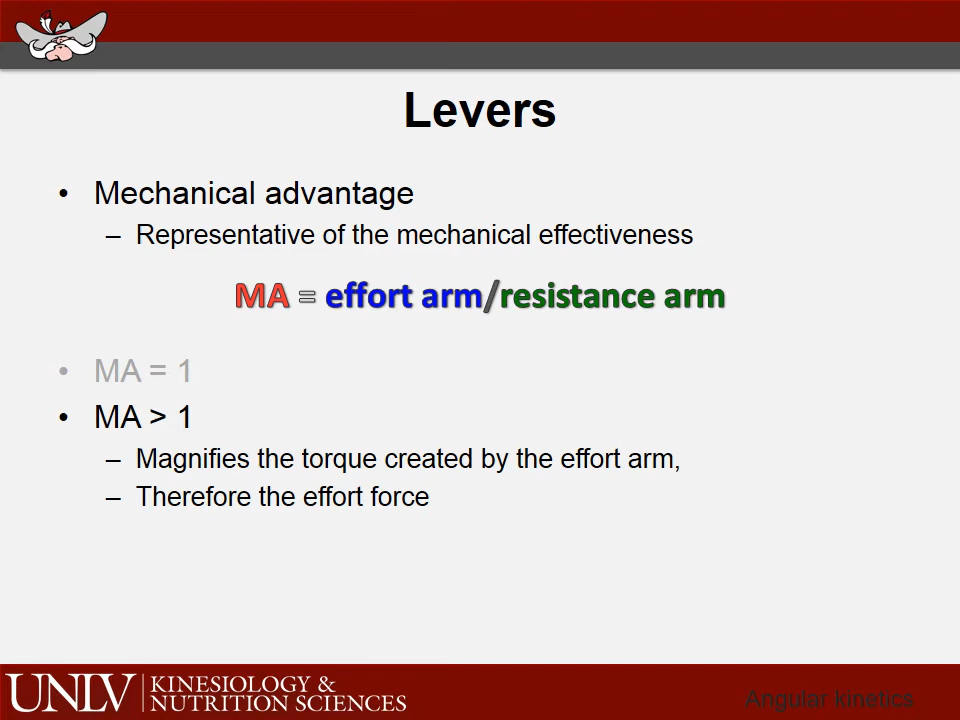 Levers
• Mechanical advantage
– Representative of the mechanical effectiveness
MA = effort arm/resistance arm
• MA = 1
• MA > 1
– Magnifies the torque created by the effort arm,
– Therefore the effort force
UNLV KINESIOLOGY &
NUTRITION SCIENCES
Angular kinetics